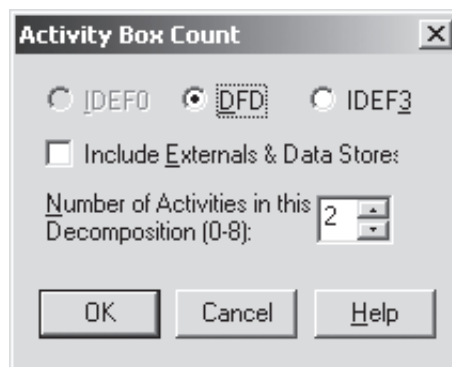 Activity Box Count
IDEF0 DFD IDEF3
Include Externals & Data Stores
Number of Activities in this
Decomposition (0-8):
2
OK Cancel Help